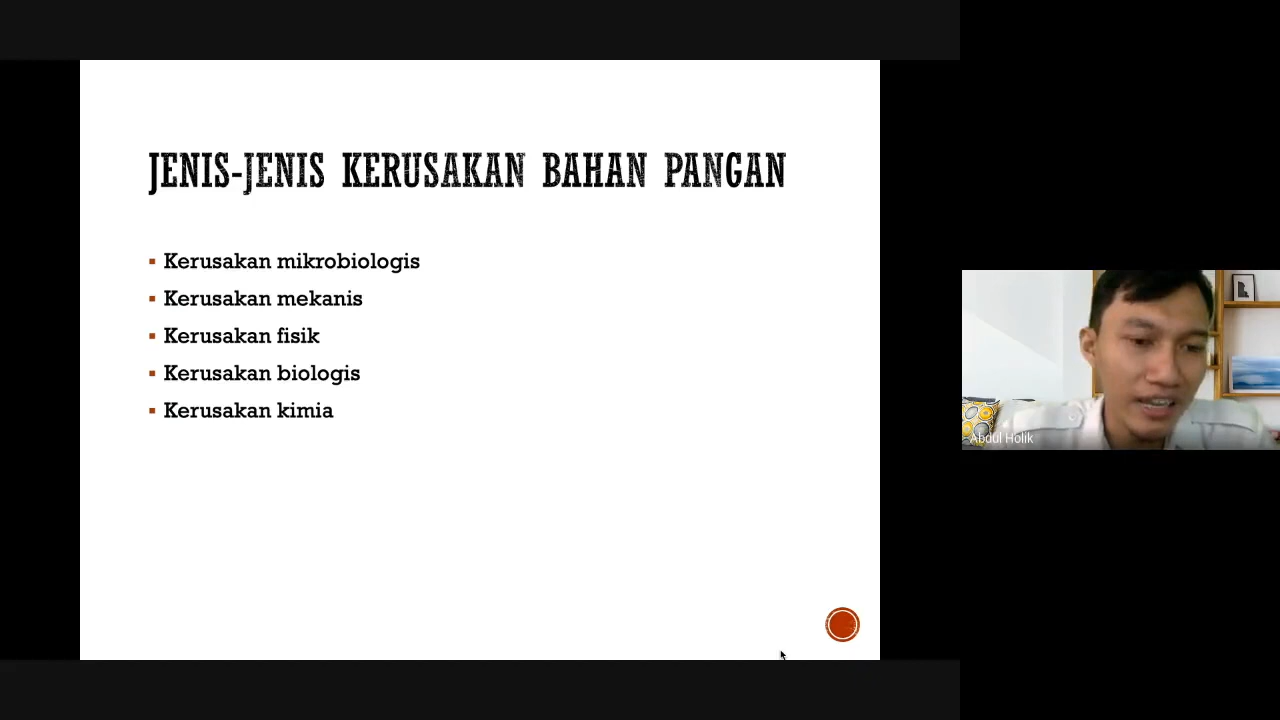 JENIS-JENIS KERUSAKAN BAHAN PANGAN
Kerusakan mikrobiologis
Kerusakan mekanis
Kerusakan fisik
Kerusakan biologis
Kerusakan kimia
Abdul Holik